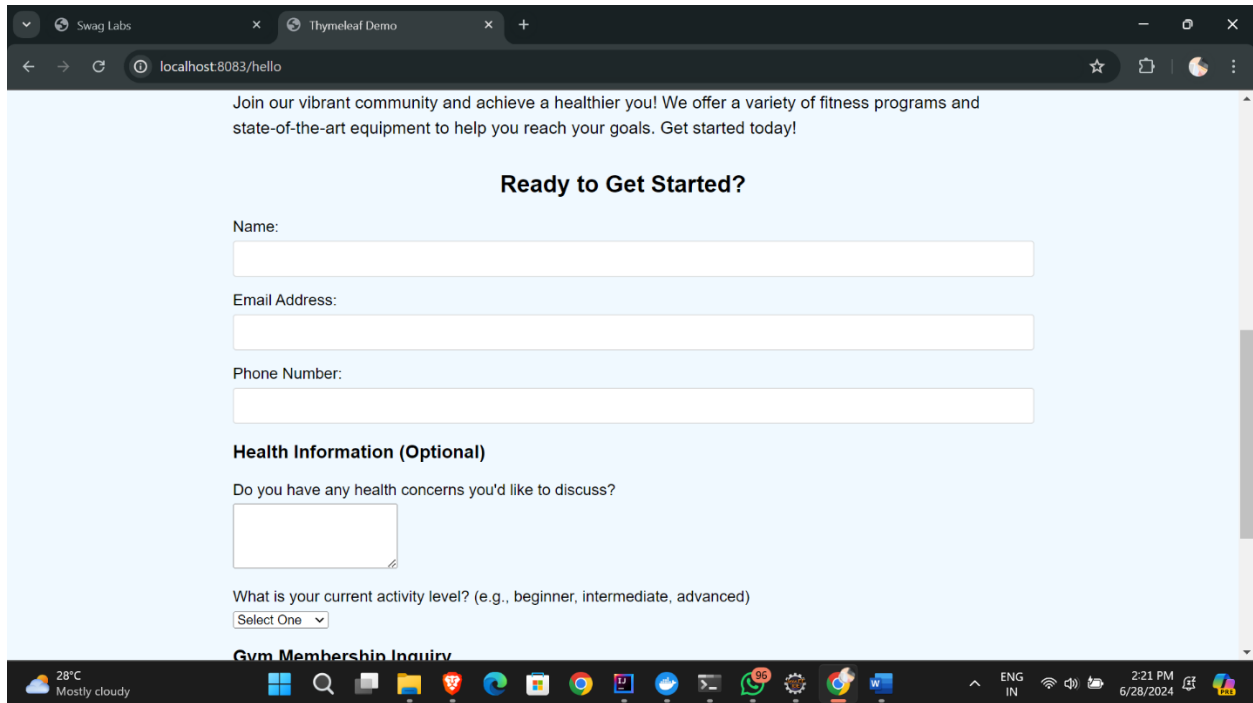 Swag Labs
Thymeleaf Demo
localhost:8083/hello
Join our vibrant community and achieve a healthier you! We offer a variety of fitness programs and
state-of-the-art equipment to help you reach your goals. Get started today!
Ready to Get Started?
Name:
Email Address:
Phone Number:
Health Information (Optional)
Do you have any health concerns you'd like to discuss?
What is your current activity level? (e.g., beginner, intermediate, advanced)
Select One
Gym Membership Inquiry
28°C
Mostly cloudy
96
ENG
IN
2:21 PM
6/28/2024
PRE